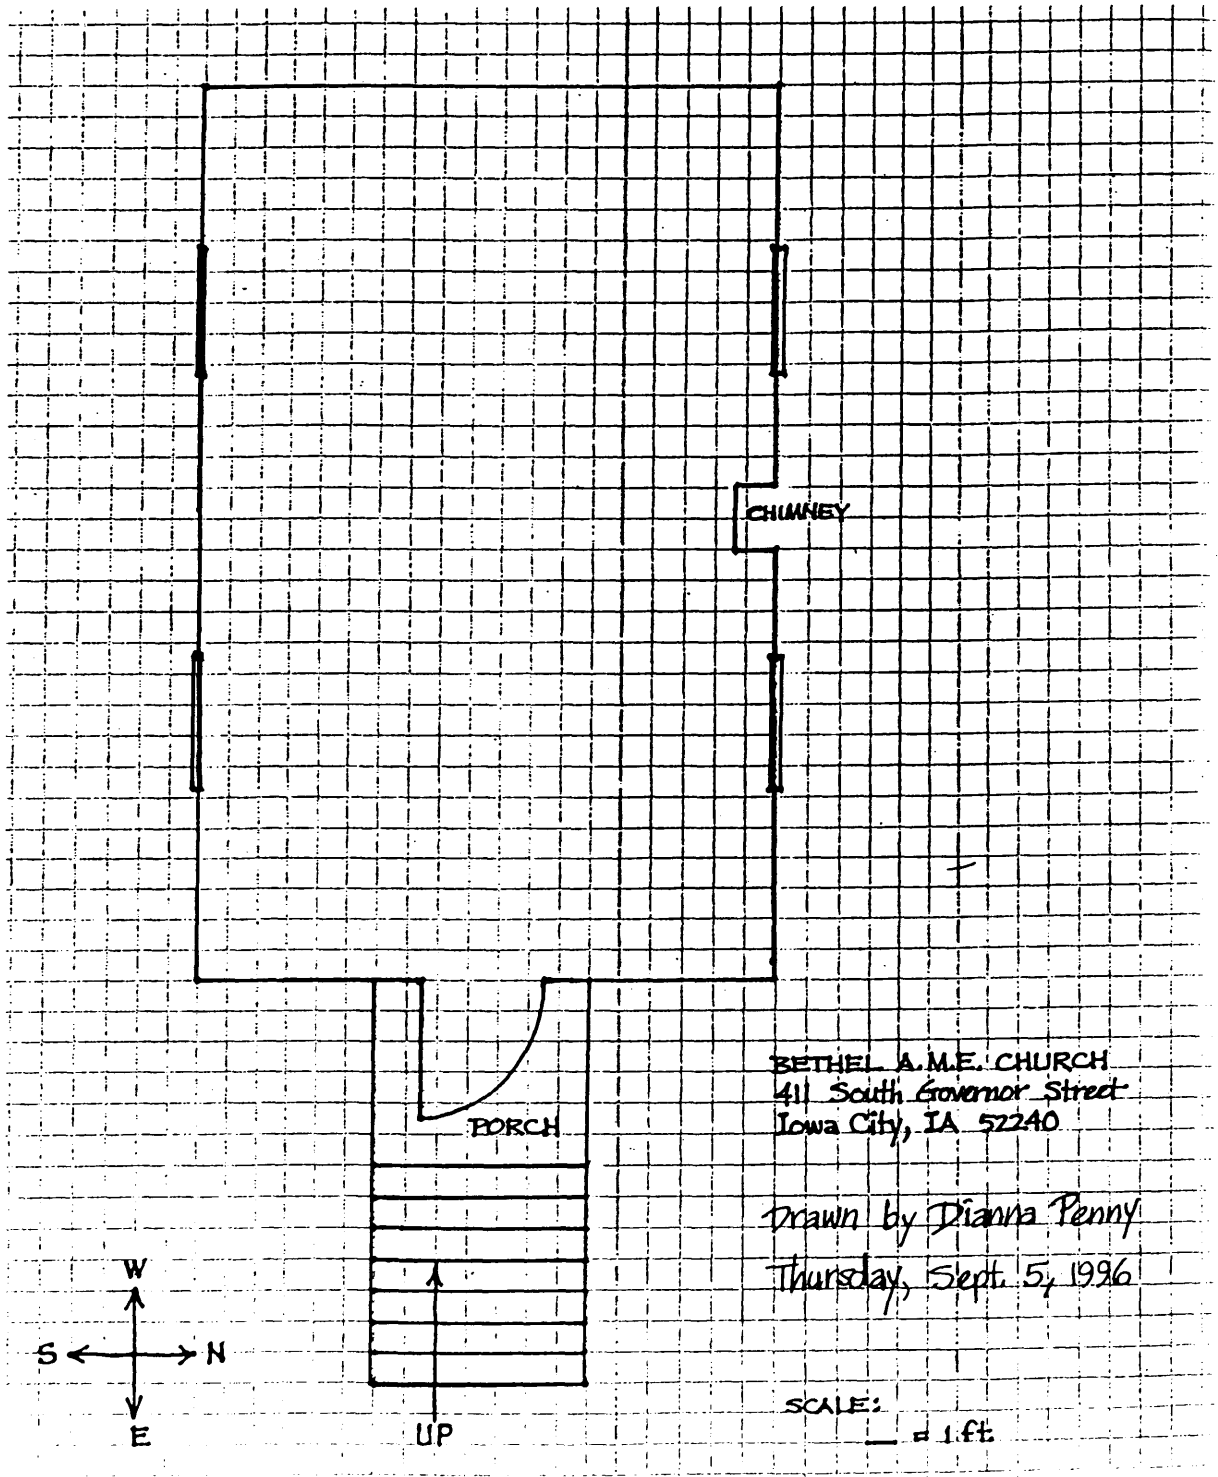 CHIMNEY
PORCH
BETHEL A.M.E. CHURCH
411 South Governor Street
Iowa City, IA 52240
Drawn by Dianna Penny
Thursday, Sept. 5, 1996
W
S N
E
UP
SCALE:
= 1 ft.